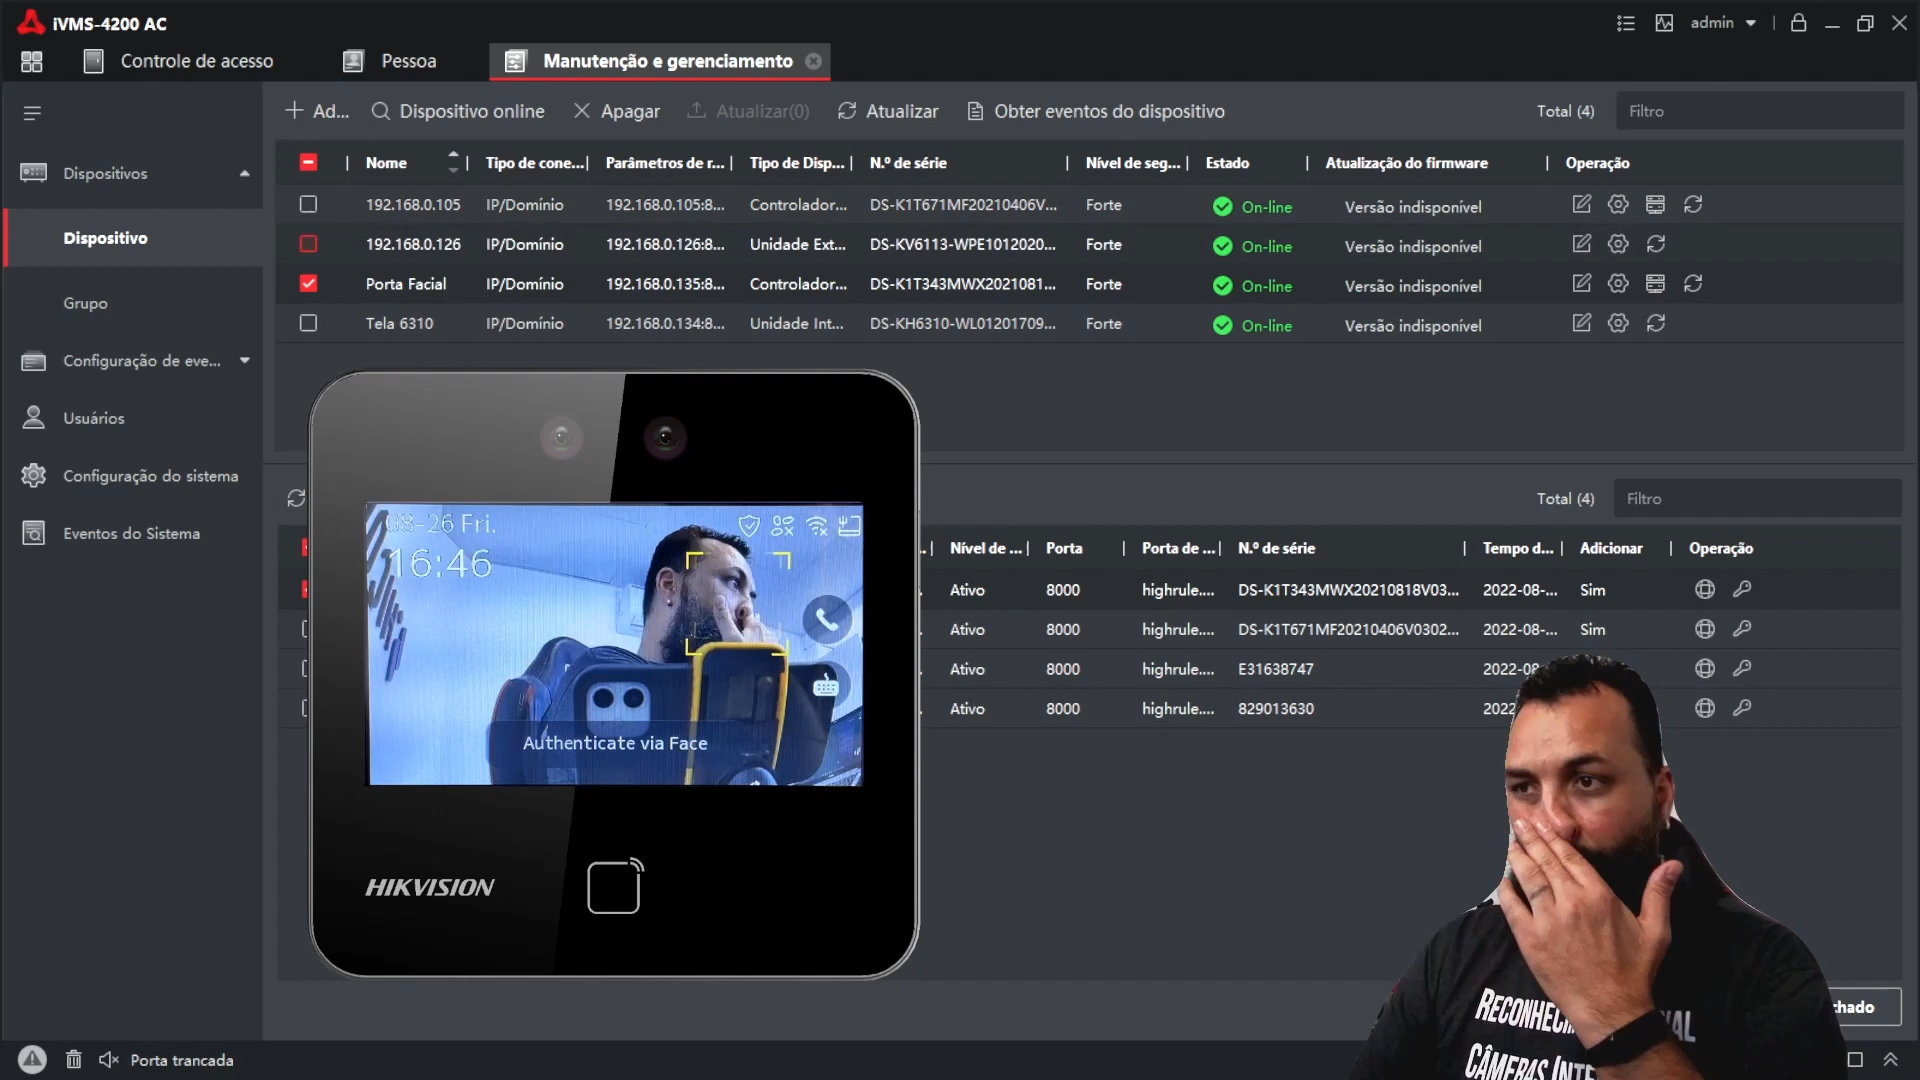 iVMS-4200 AC
admin
Controle de acesso
Pessoa
Manutenção e gerenciamento
Ad...
Dispositivo online
Apagar
Atualizar(0)
Atualizar
Obter eventos do dispositivo
Total (4)
Filtro
Nome
Tipo de cone...
Parâmetros de r...
Tipo de Disp...
N.º de série
Nível de seg...
Estado
Atualização do firmware
Operação
192.168.0.105 IP/Domínio 192.168.0.105:8... Controlador... DS-K1T671MF20210406V... Forte On-line Versão indisponível
192.168.0.126 IP/Domínio 192.168.0.126:8... Unidade Ext... DS-KV6113-WPE1012020... Forte On-line Versão indisponível
Porta Facial IP/Domínio 192.168.0.135:8... Controlador... DS-K1T343MWX2021081... Forte On-line Versão indisponível
Tela 6310 IP/Domínio 192.168.0.134:8... Unidade Int... DS-KH6310-WL01201709... Forte On-line Versão indisponível
Dispositivos
Dispositivo
Grupo
Configuração de eve...
Usuários
Configuração do sistema
Eventos do Sistema
Total (4)
Filtro
Nível de ...
Porta
Porta de ...
N.º de série
Tempo d...
Adicionar
Operação
Ativo 8000 highrule.... DS-K1T343MWX20210818V03... 2022-08-... Sim
Ativo 8000 highrule.... DS-K1T671MF20210406V0302... 2022-08-... Sim
Ativo 8000 highrule.... E31638747 2022-08
Ativo 8000 highrule.... 829013630 2022
08-26 Fri.
16:46
Authenticate via Face
HIKVISION
Porta trancada
CÂMERAS